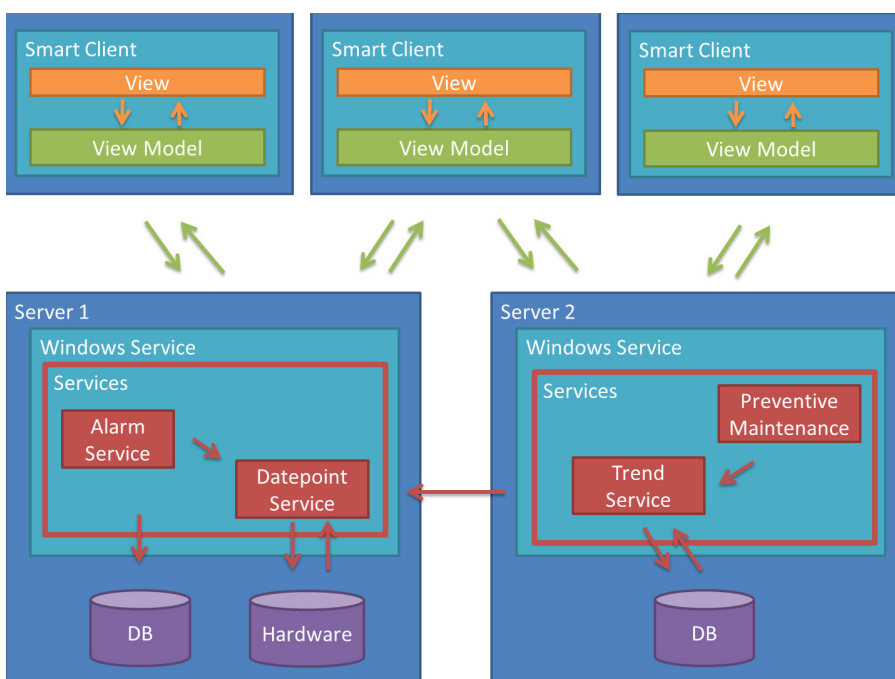 Smart Client
View
View Model
Smart Client
View
View Model
Smart Client
View
View Model
Server 1
Windows Service
Services
Alarm
Service
Datepoint
Service
DB
Hardware
Server 2
Windows Service
Services
Preventive
Maintenance
Trend
Service
DB